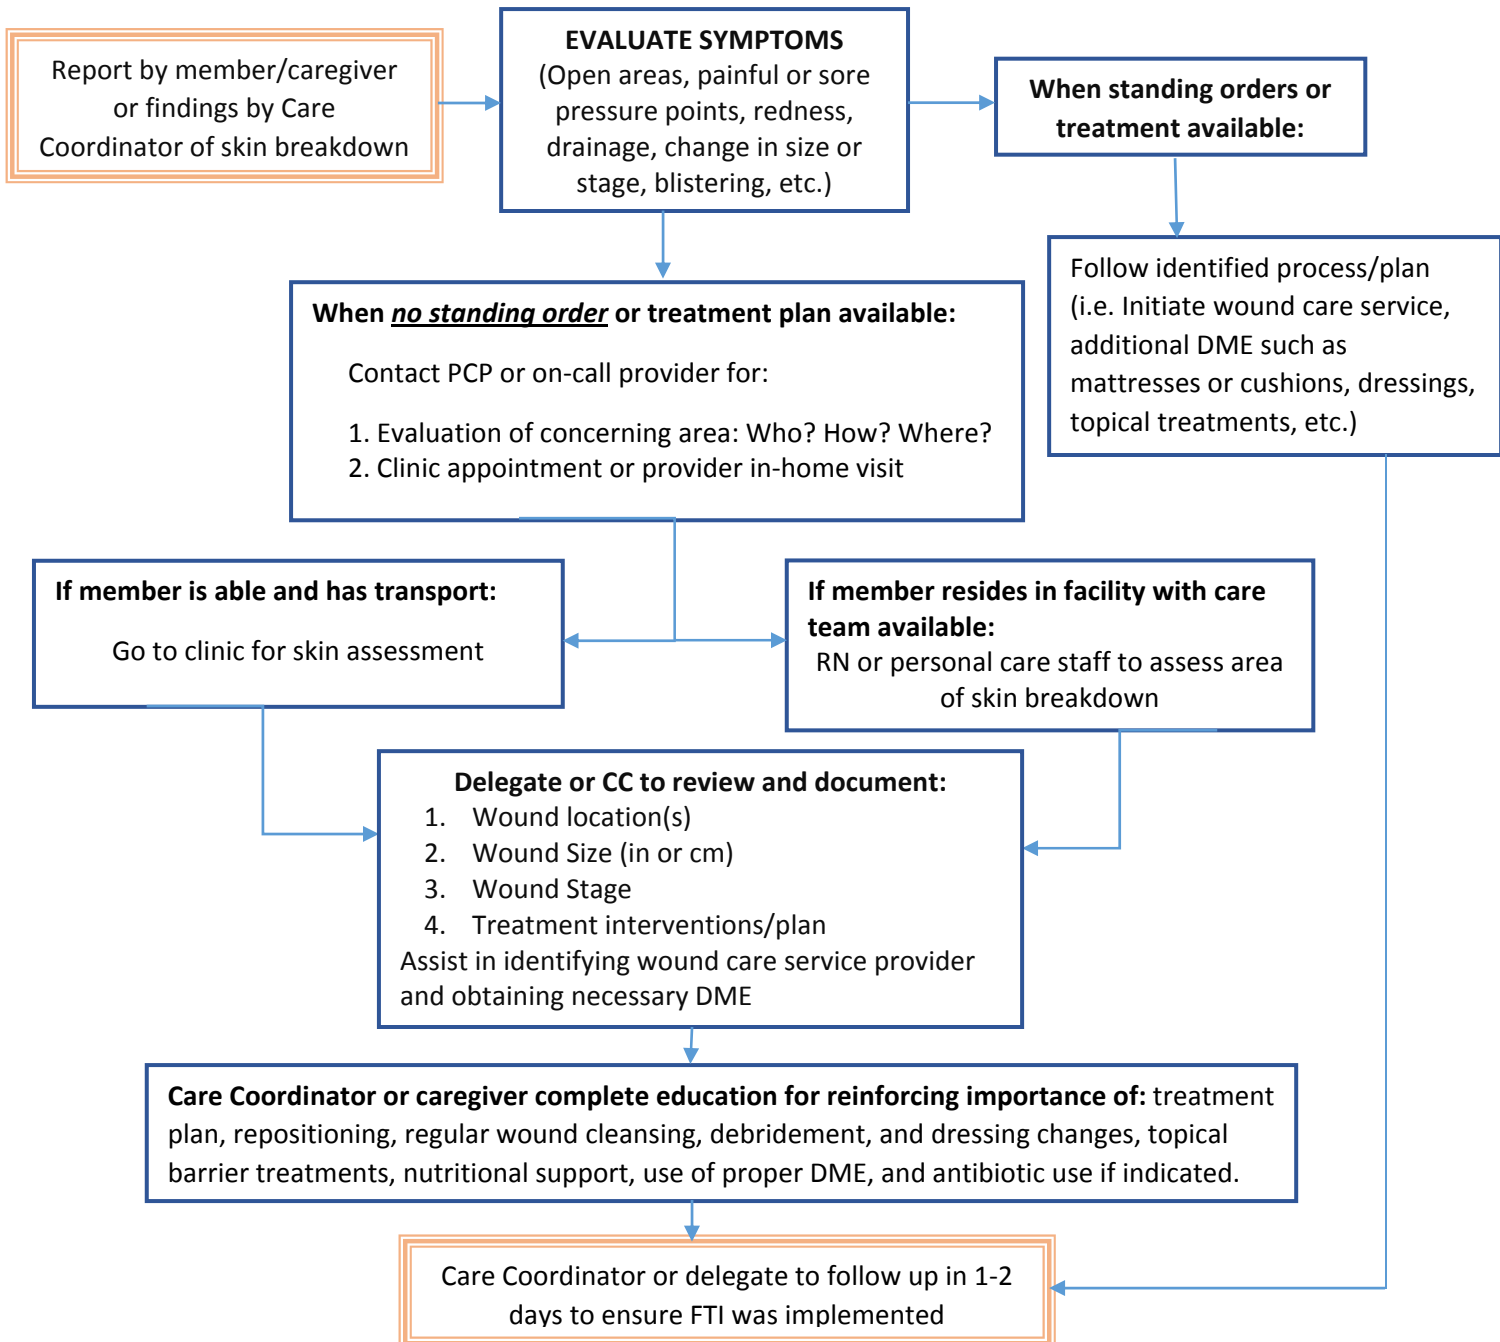 Report by member/caregiver
or findings by Care
Coordinator of skin breakdown
EVALUATE SYMPTOMS
(Open areas, painful or sore
pressure points, redness,
drainage, change in size or
stage, blistering, etc.)
When standing orders or
treatment available:
Follow identified process/plan
(i.e. Initiate wound care service,
additional DME such as
mattresses or cushions, dressings,
topical treatments, etc.)
When no standing order or treatment plan available:
Contact PCP or on-call provider for:
1. Evaluation of concerning area: Who? How? Where?
2. Clinic appointment or provider in-home visit
If member is able and has transport:
Go to clinic for skin assessment
If member resides in facility with care
team available:
RN or personal care staff to assess area
of skin breakdown
Delegate or CC to review and document:
1. Wound location(s)
2. Wound Size (in or cm)
3. Wound Stage
4. Treatment interventions/plan
Assist in identifying wound care service provider
and obtaining necessary DME
Care Coordinator or caregiver complete education for reinforcing importance of: treatment
plan, repositioning, regular wound cleansing, debridement, and dressing changes, topical
barrier treatments, nutritional support, use of proper DME, and antibiotic use if indicated.
Care Coordinator or delegate to follow up in 1-2
days to ensure FTI was implemented